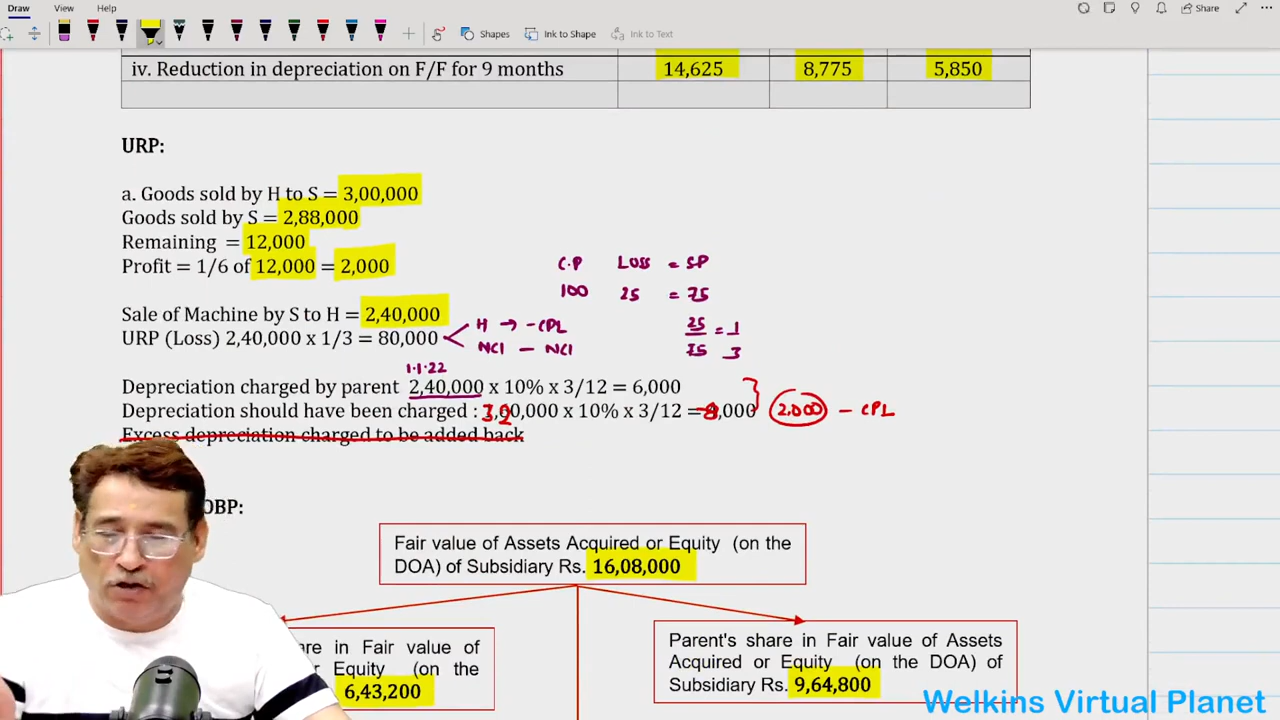 Draw View Help
Share
Shapes Ink to Shape Ink to Text
iv. Reduction in depreciation on F/F for 9 months 14,625 8,775 5,850
URP:
a. Goods sold by H to S = 3,00,000
Goods sold by S = 2,88,000
Remaining = 12,000
Profit = 1/6 of 12,000 = 2,000
C.P LOSS = SP
100 25 = 75
Sale of Machine by S to H = 2,40,000
URP (Loss) 2,40,000 x 1/3 = 80,000
H → - CPL
NCI - NCI
25 = 1
75 3
1.1.22
Depreciation charged by parent 2,40,000 x 10% x 3/12 = 6,000
Depreciation should have been charged : 3,20,000 x 10% x 3/12 = 8,000
2,000 - CPL
Excess depreciation charged to be added back
OBP:
Fair value of Assets Acquired or Equity (on the
DOA) of Subsidiary Rs. 16,08,000
are in Fair value of
Equity (on the
6,43,200
Parent's share in Fair value of Assets
Acquired or Equity (on the DOA) of
Subsidiary Rs. 9,64,800
Welkins Virtual Planet